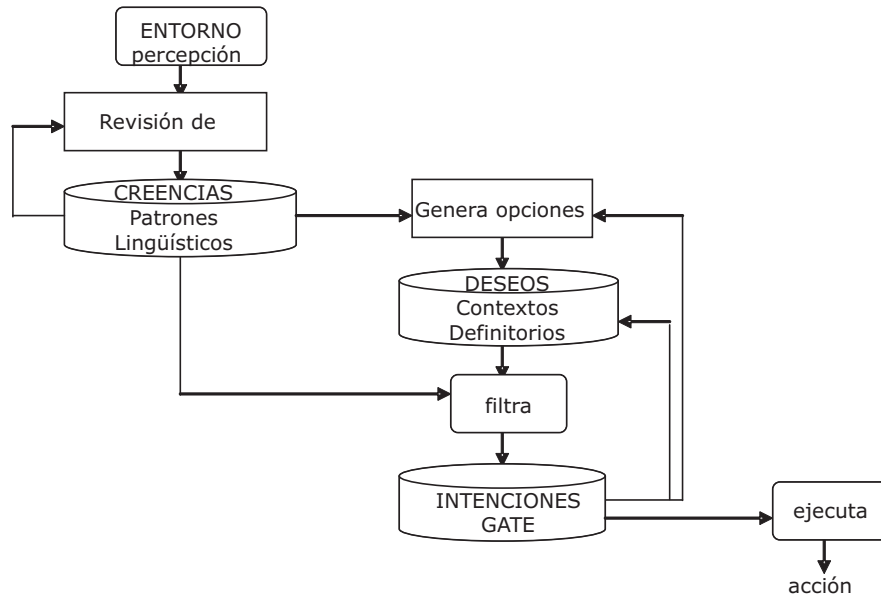 ENTORNO
percepción
Revisión de
CREENCIAS
Patrones
Lingüísticos
Genera opciones
DESEOS
Contextos
Definitorios
filtra
INTENCIONES
GATE
ejecuta
acción